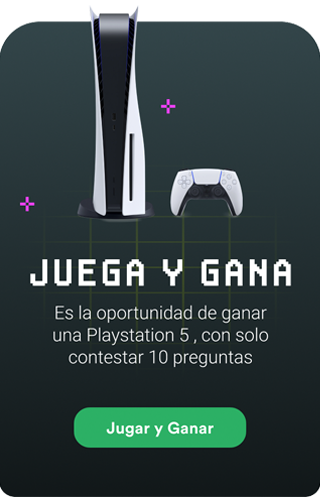 JUEGA Y GANA
Es la oportunidad de ganar
una Playstation 5 , con solo
contestar 10 preguntas
Jugar y Ganar